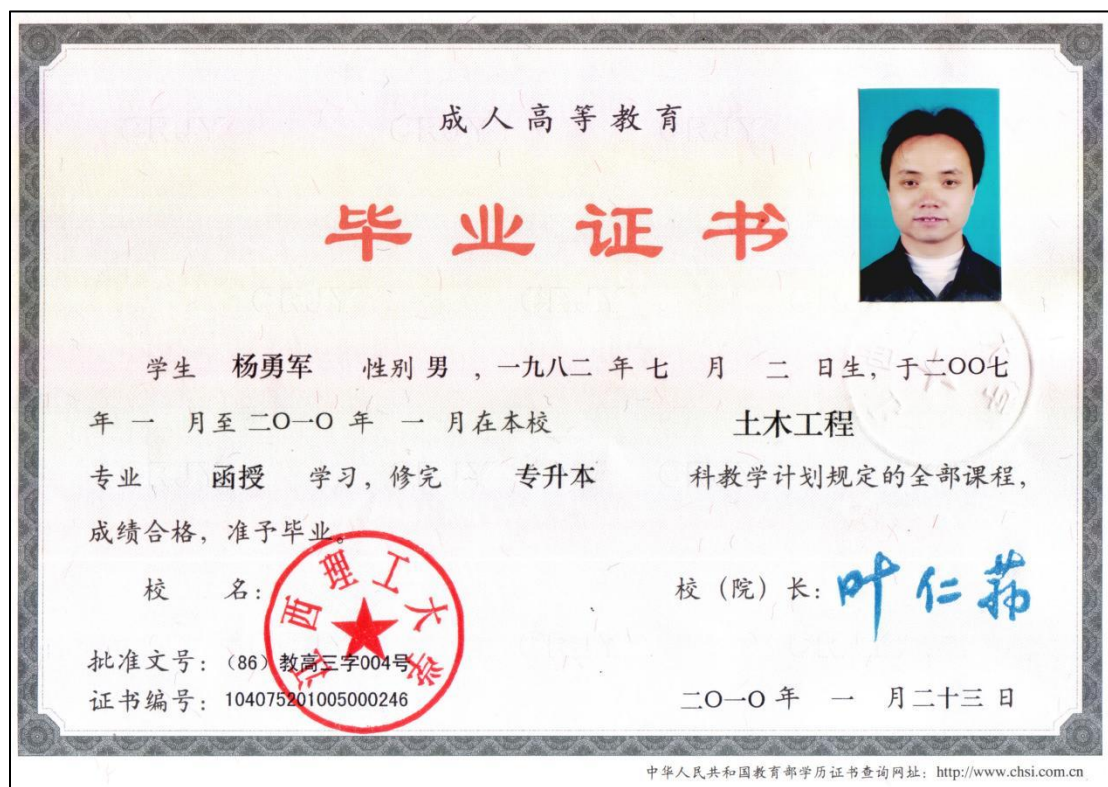 成人高等教育
毕业证书
学生 杨勇军 性别 男 , 一九八二 年 七 月 二 日生, 于二OO七
年 一 月至 二O一O 年 一 月在本校 土木工程
专业 函授 学习, 修完 专升本 科教学计划规定的全部课程,
成绩合格, 准予毕业。
校 名: 江西理工大学
校 (院) 长: 叶仁荪
批准文号: (86) 教高三字004号
证书编号: 104075201005000246
二O一O 年 一 月二十三 日
中华人民共和国教育部学历证书查询网址: http://www.chsi.com.cn